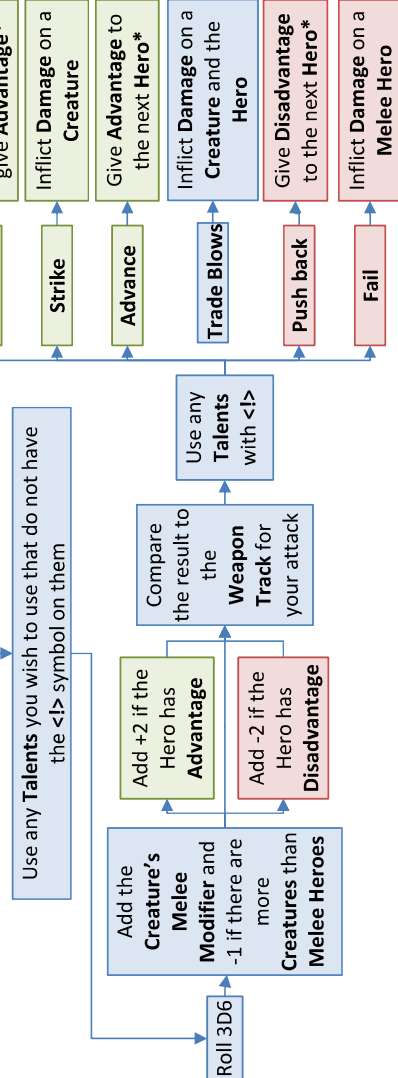 Use any Talents you wish to use that do not have
the <!> symbol on them
Roll 3D6
Add the
Creature's
Melee
Modifier and
-1 if there are
more
Creatures than
Melee Heroes
Add +2 if the
Hero has
Advantage
Add -2 if the
Hero has
Disadvantage
Compare
the result to
the
Weapon
Track for
your attack
Use any
Talents
with <!>
give Advantage*
Strike
Inflict Damage on a
Creature
Advance
Give Advantage to
the next Hero*
Trade Blows
Inflict Damage on a
Creature and the
Hero
Push back
Give Disadvantage
to the next Hero*
Fail
Inflict Damage on a
Melee Hero